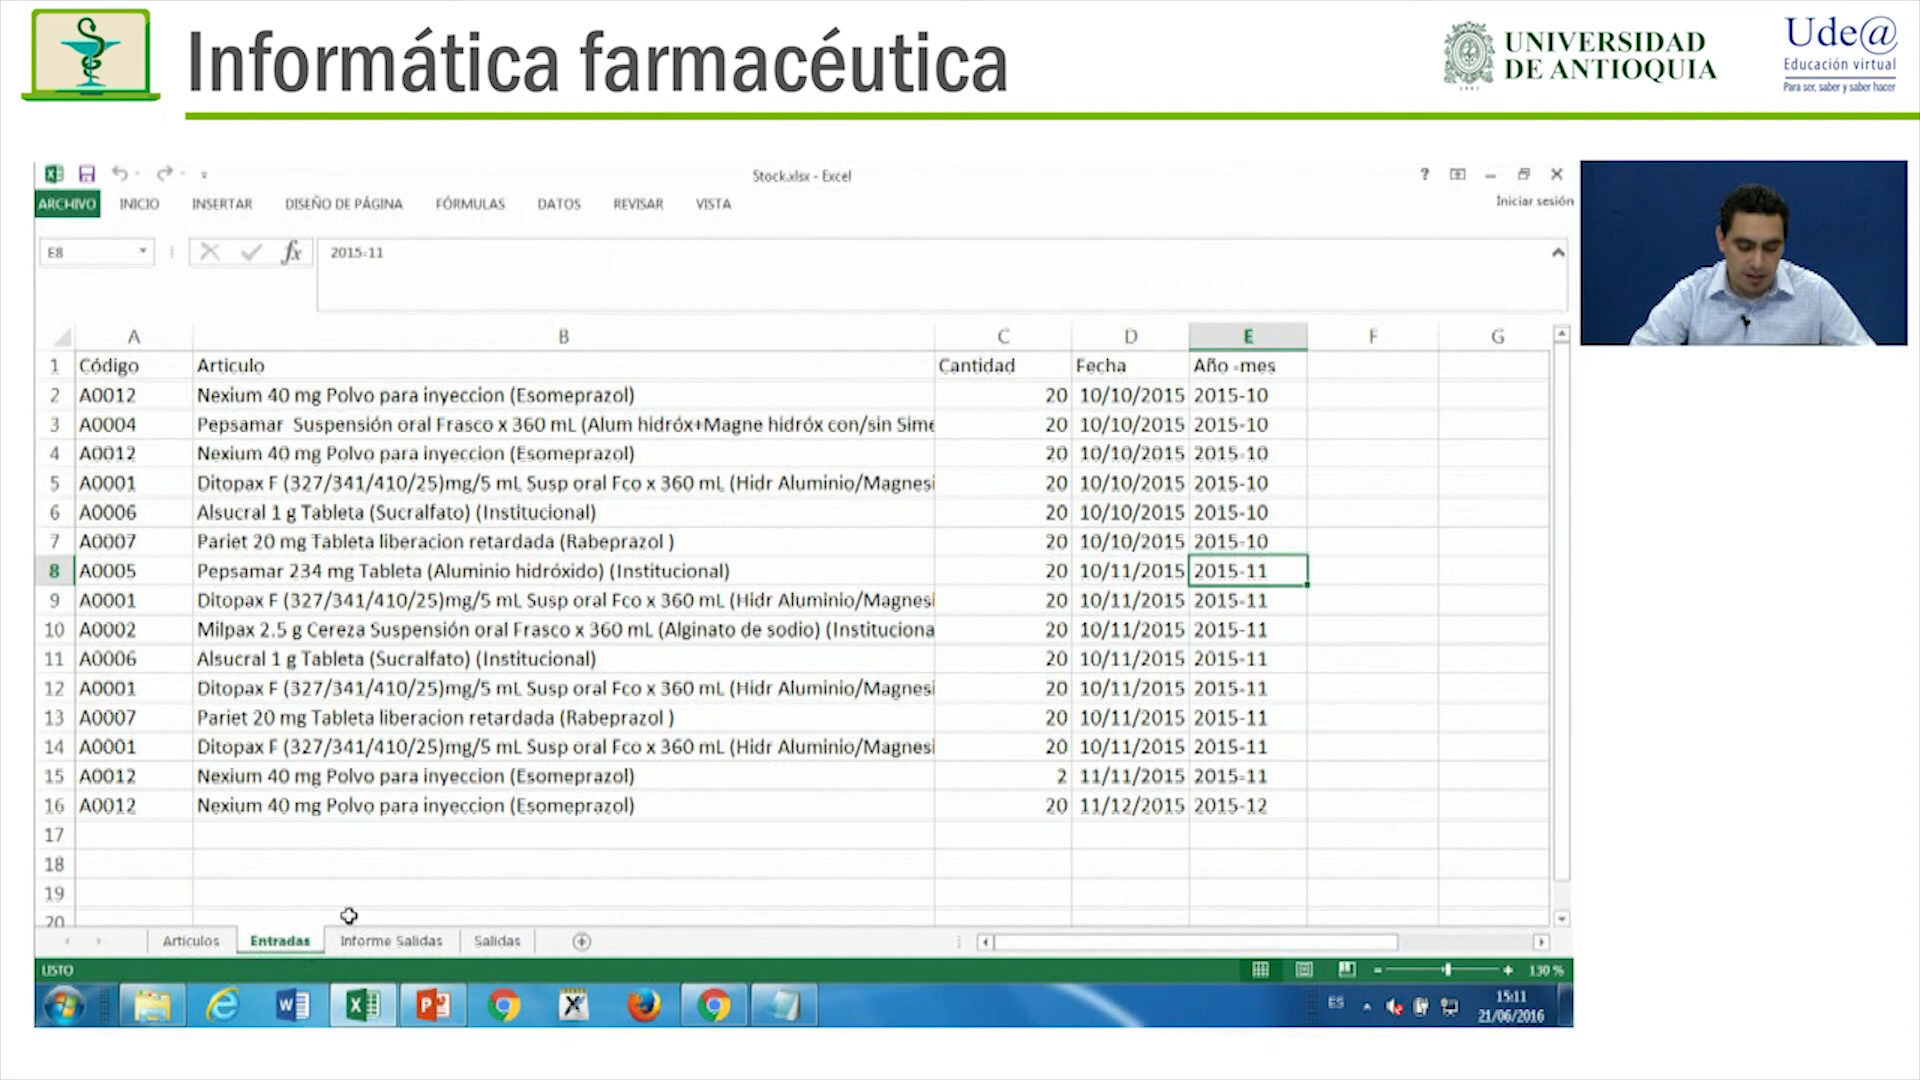 Informática farmacéutica
UNIVERSIDAD
DE ANTIOQUIA
1803
Ude@
Educación virtual
Para ser, saber y saber hacer
Stock.xlsx - Excel
ARCHIVO INICIO INSERTAR DISEÑO DE PÁGINA FÓRMULAS DATOS REVISAR VISTA
Iniciar sesión
E8 fx 2015-11
A B C D E F G
1 Código Articulo Cantidad Fecha Año -mes
2 A0012 Nexium 40 mg Polvo para inyeccion (Esomeprazol) 20 10/10/2015 2015-10
3 A0004 Pepsamar Suspensión oral Frasco x 360 mL (Alum hidróx+Magne hidróx con/sin Sime 20 10/10/2015 2015-10
4 A0012 Nexium 40 mg Polvo para inyeccion (Esomeprazol) 20 10/10/2015 2015-10
5 A0001 Ditopax F (327/341/410/25)mg/5 mL Susp oral Fco x 360 mL (Hidr Aluminio/Magnesi 20 10/10/2015 2015-10
6 A0006 Alsucral 1 g Tableta (Sucralfato) (Institucional) 20 10/10/2015 2015-10
7 A0007 Pariet 20 mg Tableta liberacion retardada (Rabeprazol ) 20 10/10/2015 2015-10
8 A0005 Pepsamar 234 mg Tableta (Aluminio hidróxido) (Institucional) 20 10/11/2015 2015-11
9 A0001 Ditopax F (327/341/410/25)mg/5 mL Susp oral Fco x 360 mL (Hidr Aluminio/Magnesi 20 10/11/2015 2015-11
10 A0002 Milpax 2.5 g Cereza Suspensión oral Frasco x 360 mL (Alginato de sodio) (Instituciona 20 10/11/2015 2015-11
11 A0006 Alsucral 1 g Tableta (Sucralfato) (Institucional) 20 10/11/2015 2015-11
12 A0001 Ditopax F (327/341/410/25)mg/5 mL Susp oral Fco x 360 mL (Hidr Aluminio/Magnesi 20 10/11/2015 2015-11
13 A0007 Pariet 20 mg Tableta liberacion retardada (Rabeprazol ) 20 10/11/2015 2015-11
14 A0001 Ditopax F (327/341/410/25)mg/5 mL Susp oral Fco x 360 mL (Hidr Aluminio/Magnesi 20 10/11/2015 2015-11
15 A0012 Nexium 40 mg Polvo para inyeccion (Esomeprazol) 2 11/11/2015 2015-11
16 A0012 Nexium 40 mg Polvo para inyeccion (Esomeprazol) 20 11/12/2015 2015-12
17
18
19
20
Articulos Entradas Informe Salidas Salidas
LISTO 130 %
ES 15:11
21/06/2016